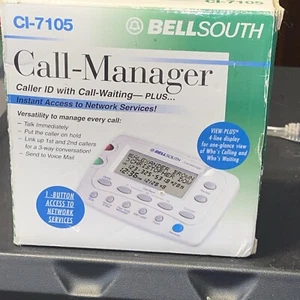 CI-7105
BELLSOUTH
Call-Manager
Caller ID with Call-Waiting—PLUS...
Instant Access to Network Services!
Versatility to manage every call:
- Talk Immediately
- Put the caller on hold
- Link up 1st and 2nd callers
for a 3-way conversation!
- Send to Voice Mail
VIEW PLUS™
4-line display
for one-glance view
of Who's Calling and
Who's Waiting
1-BUTTON
ACCESS TO
NETWORK
SERVICES